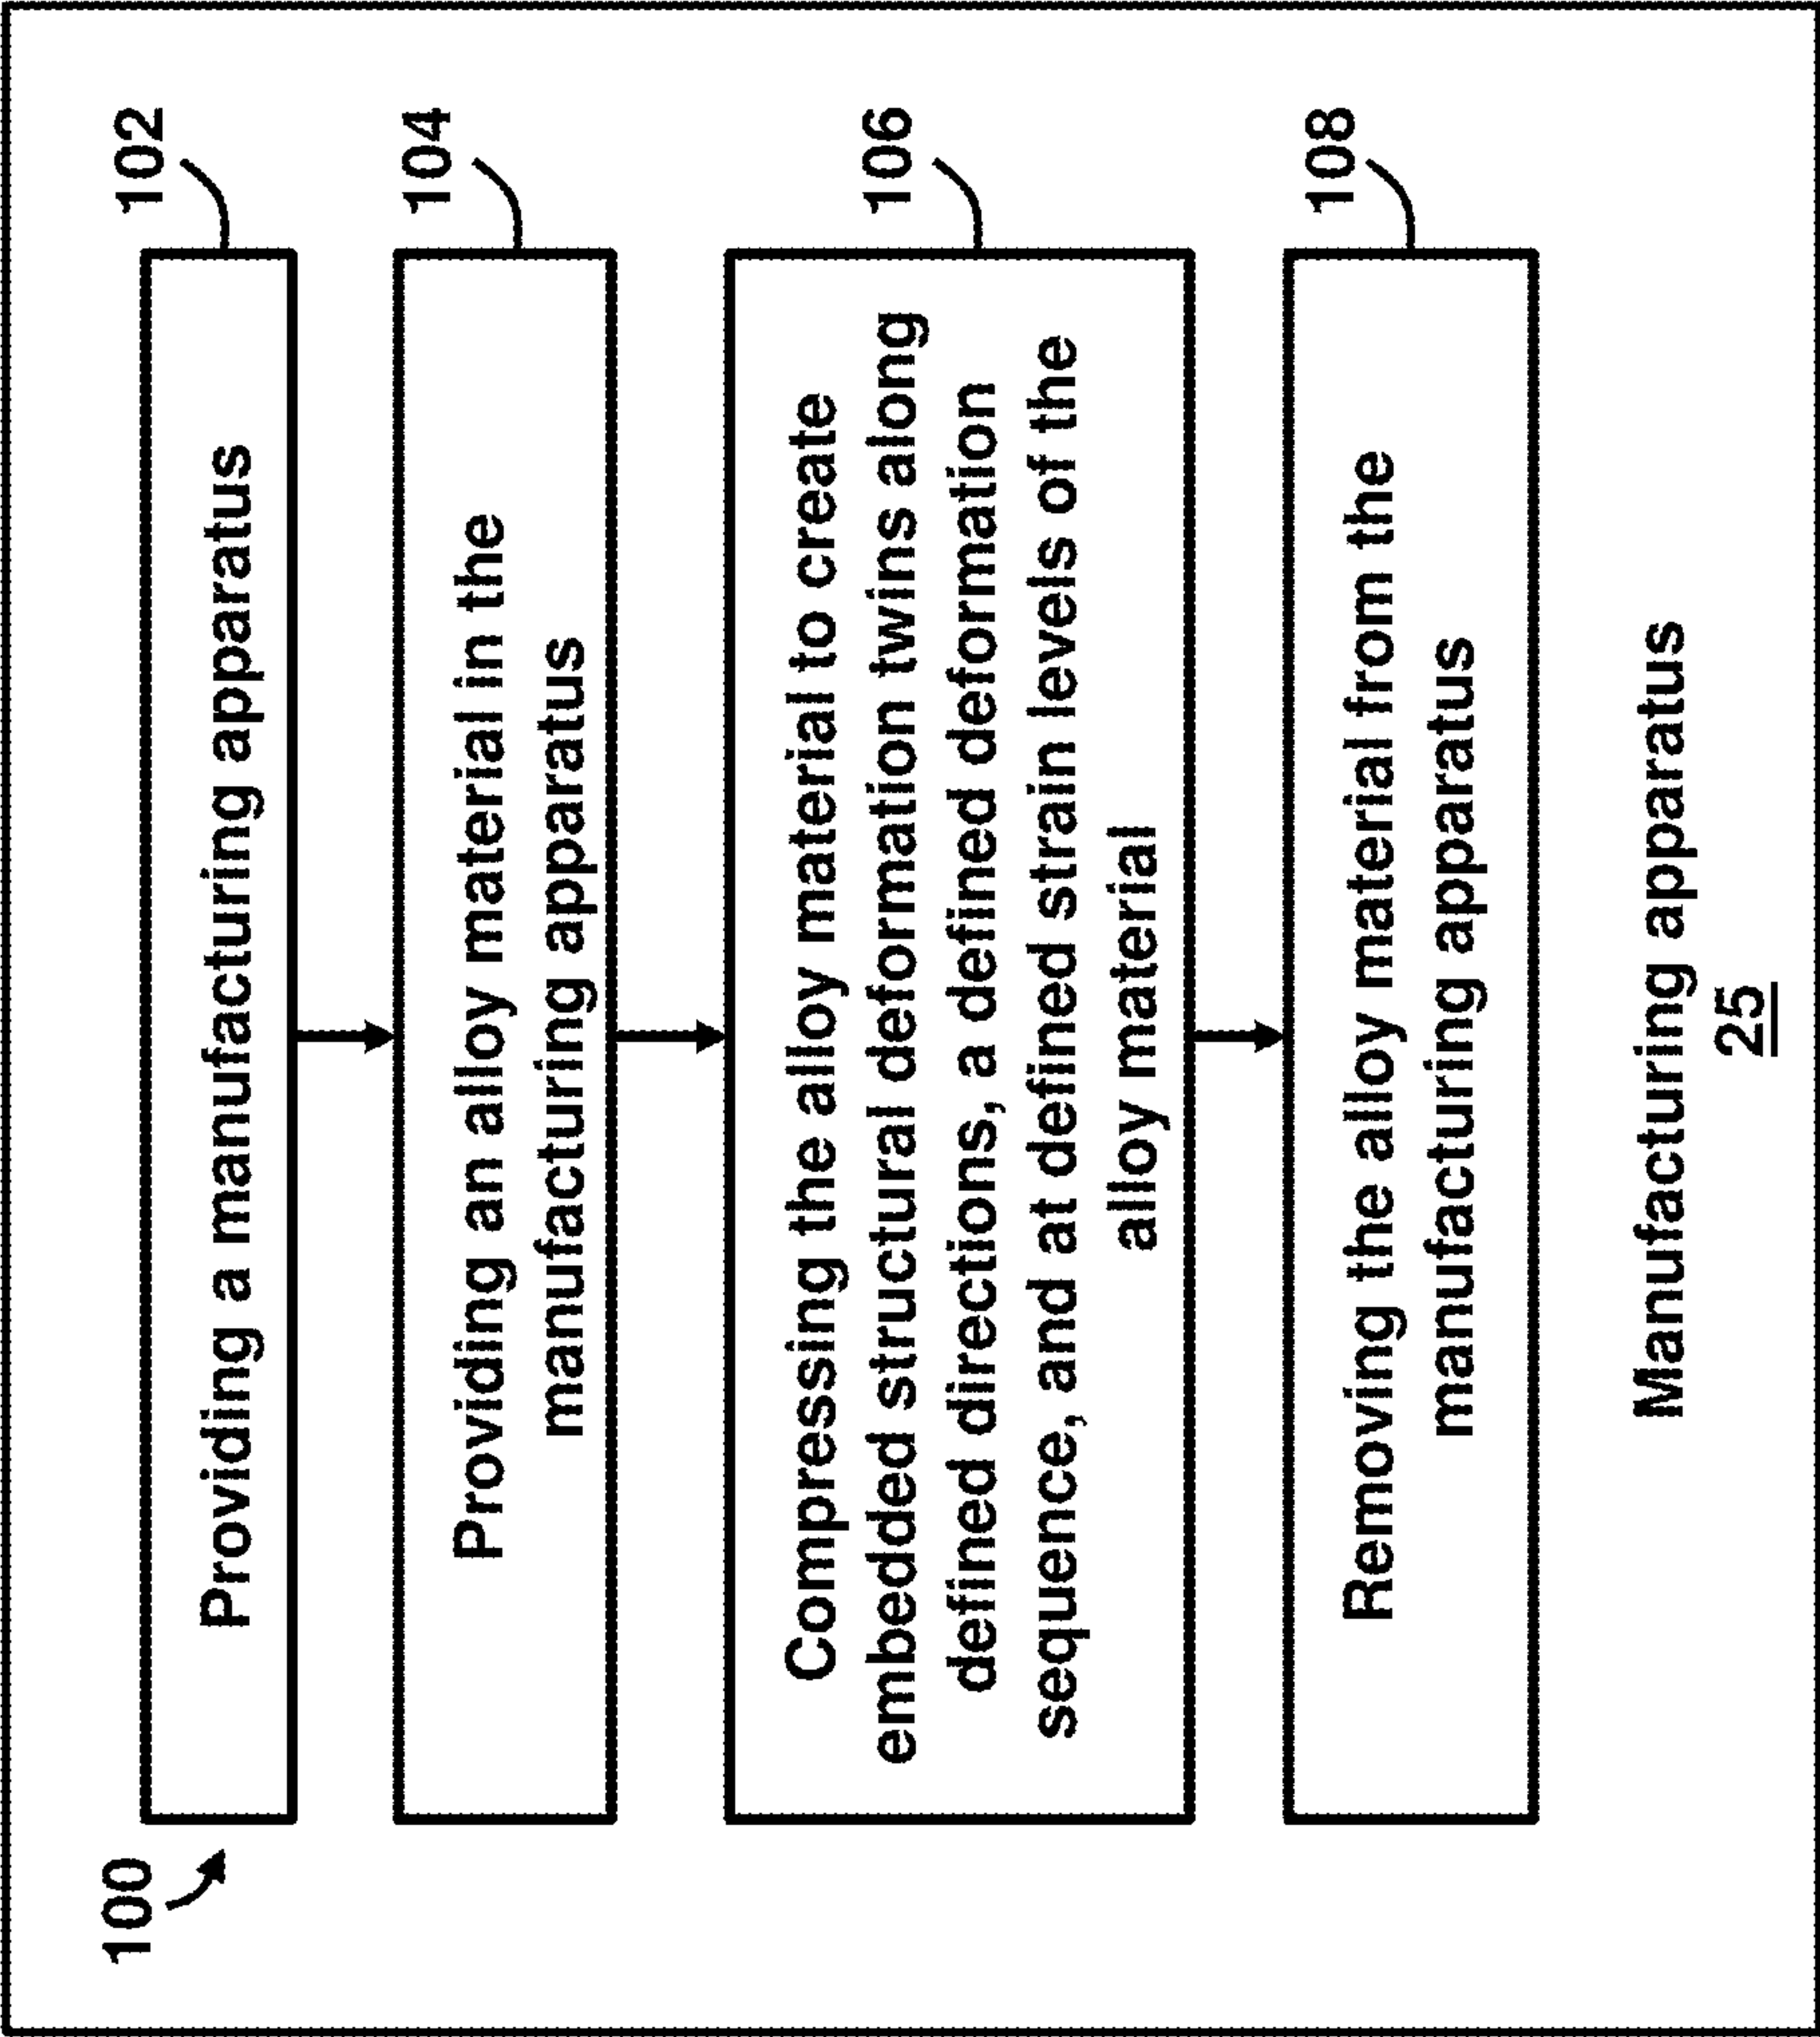 100
102
Providing a manufacturing apparatus
104
Providing an alloy material in the
manufacturing apparatus
106
Compressing the alloy material to create
embedded structural deformation twins along
defined directions, a defined deformation
sequence, and at defined strain levels of the
alloy material
108
Removing the alloy material from the
manufacturing apparatus
Manufacturing apparatus
25